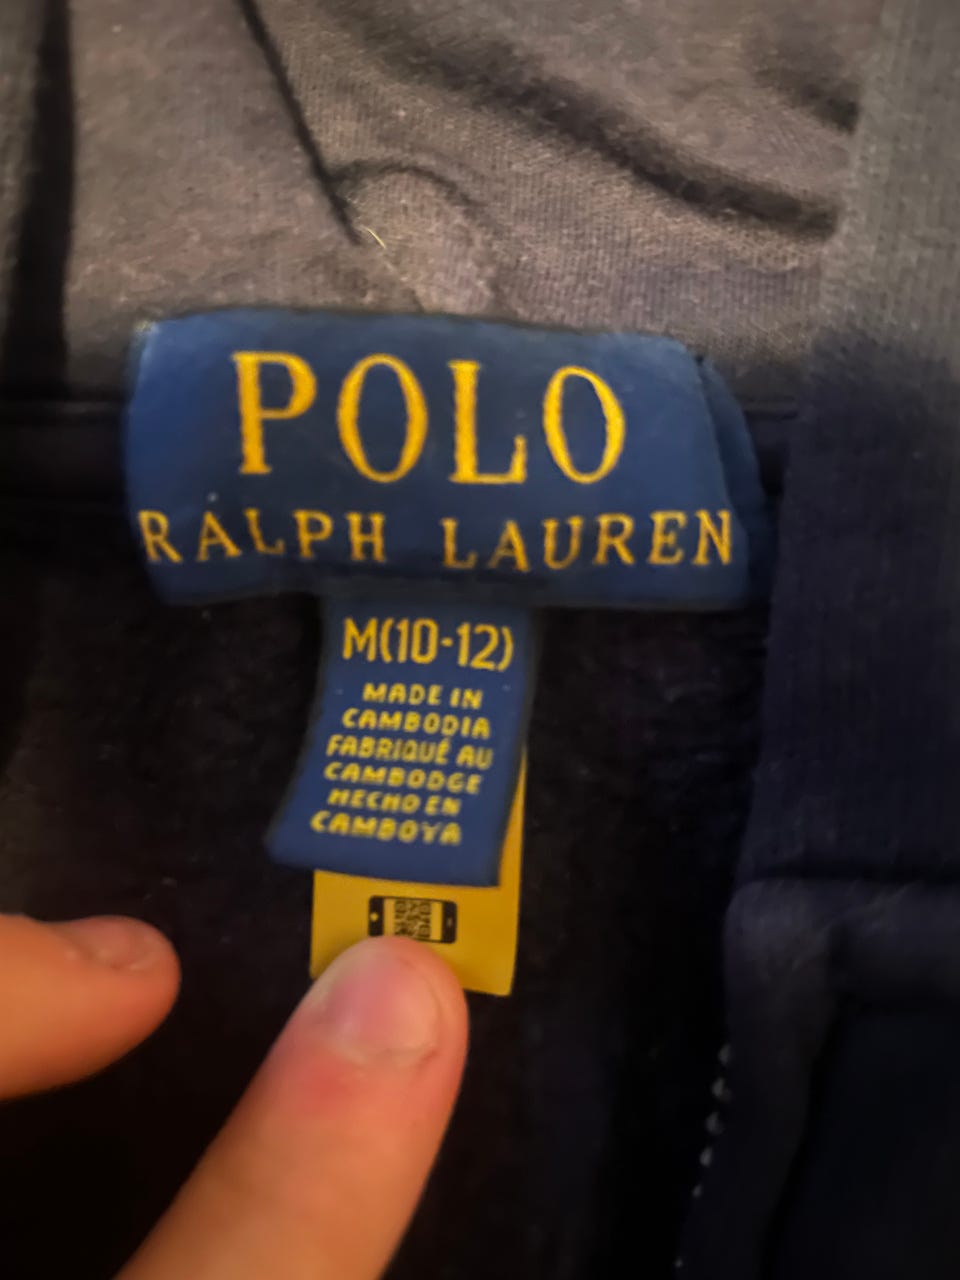 POLO
RALPH LAUREN
M(10-12)
MADE IN
CAMBODIA
FABRIQUÉ AU
CAMBODGE
HECHO EN
CAMBOYA